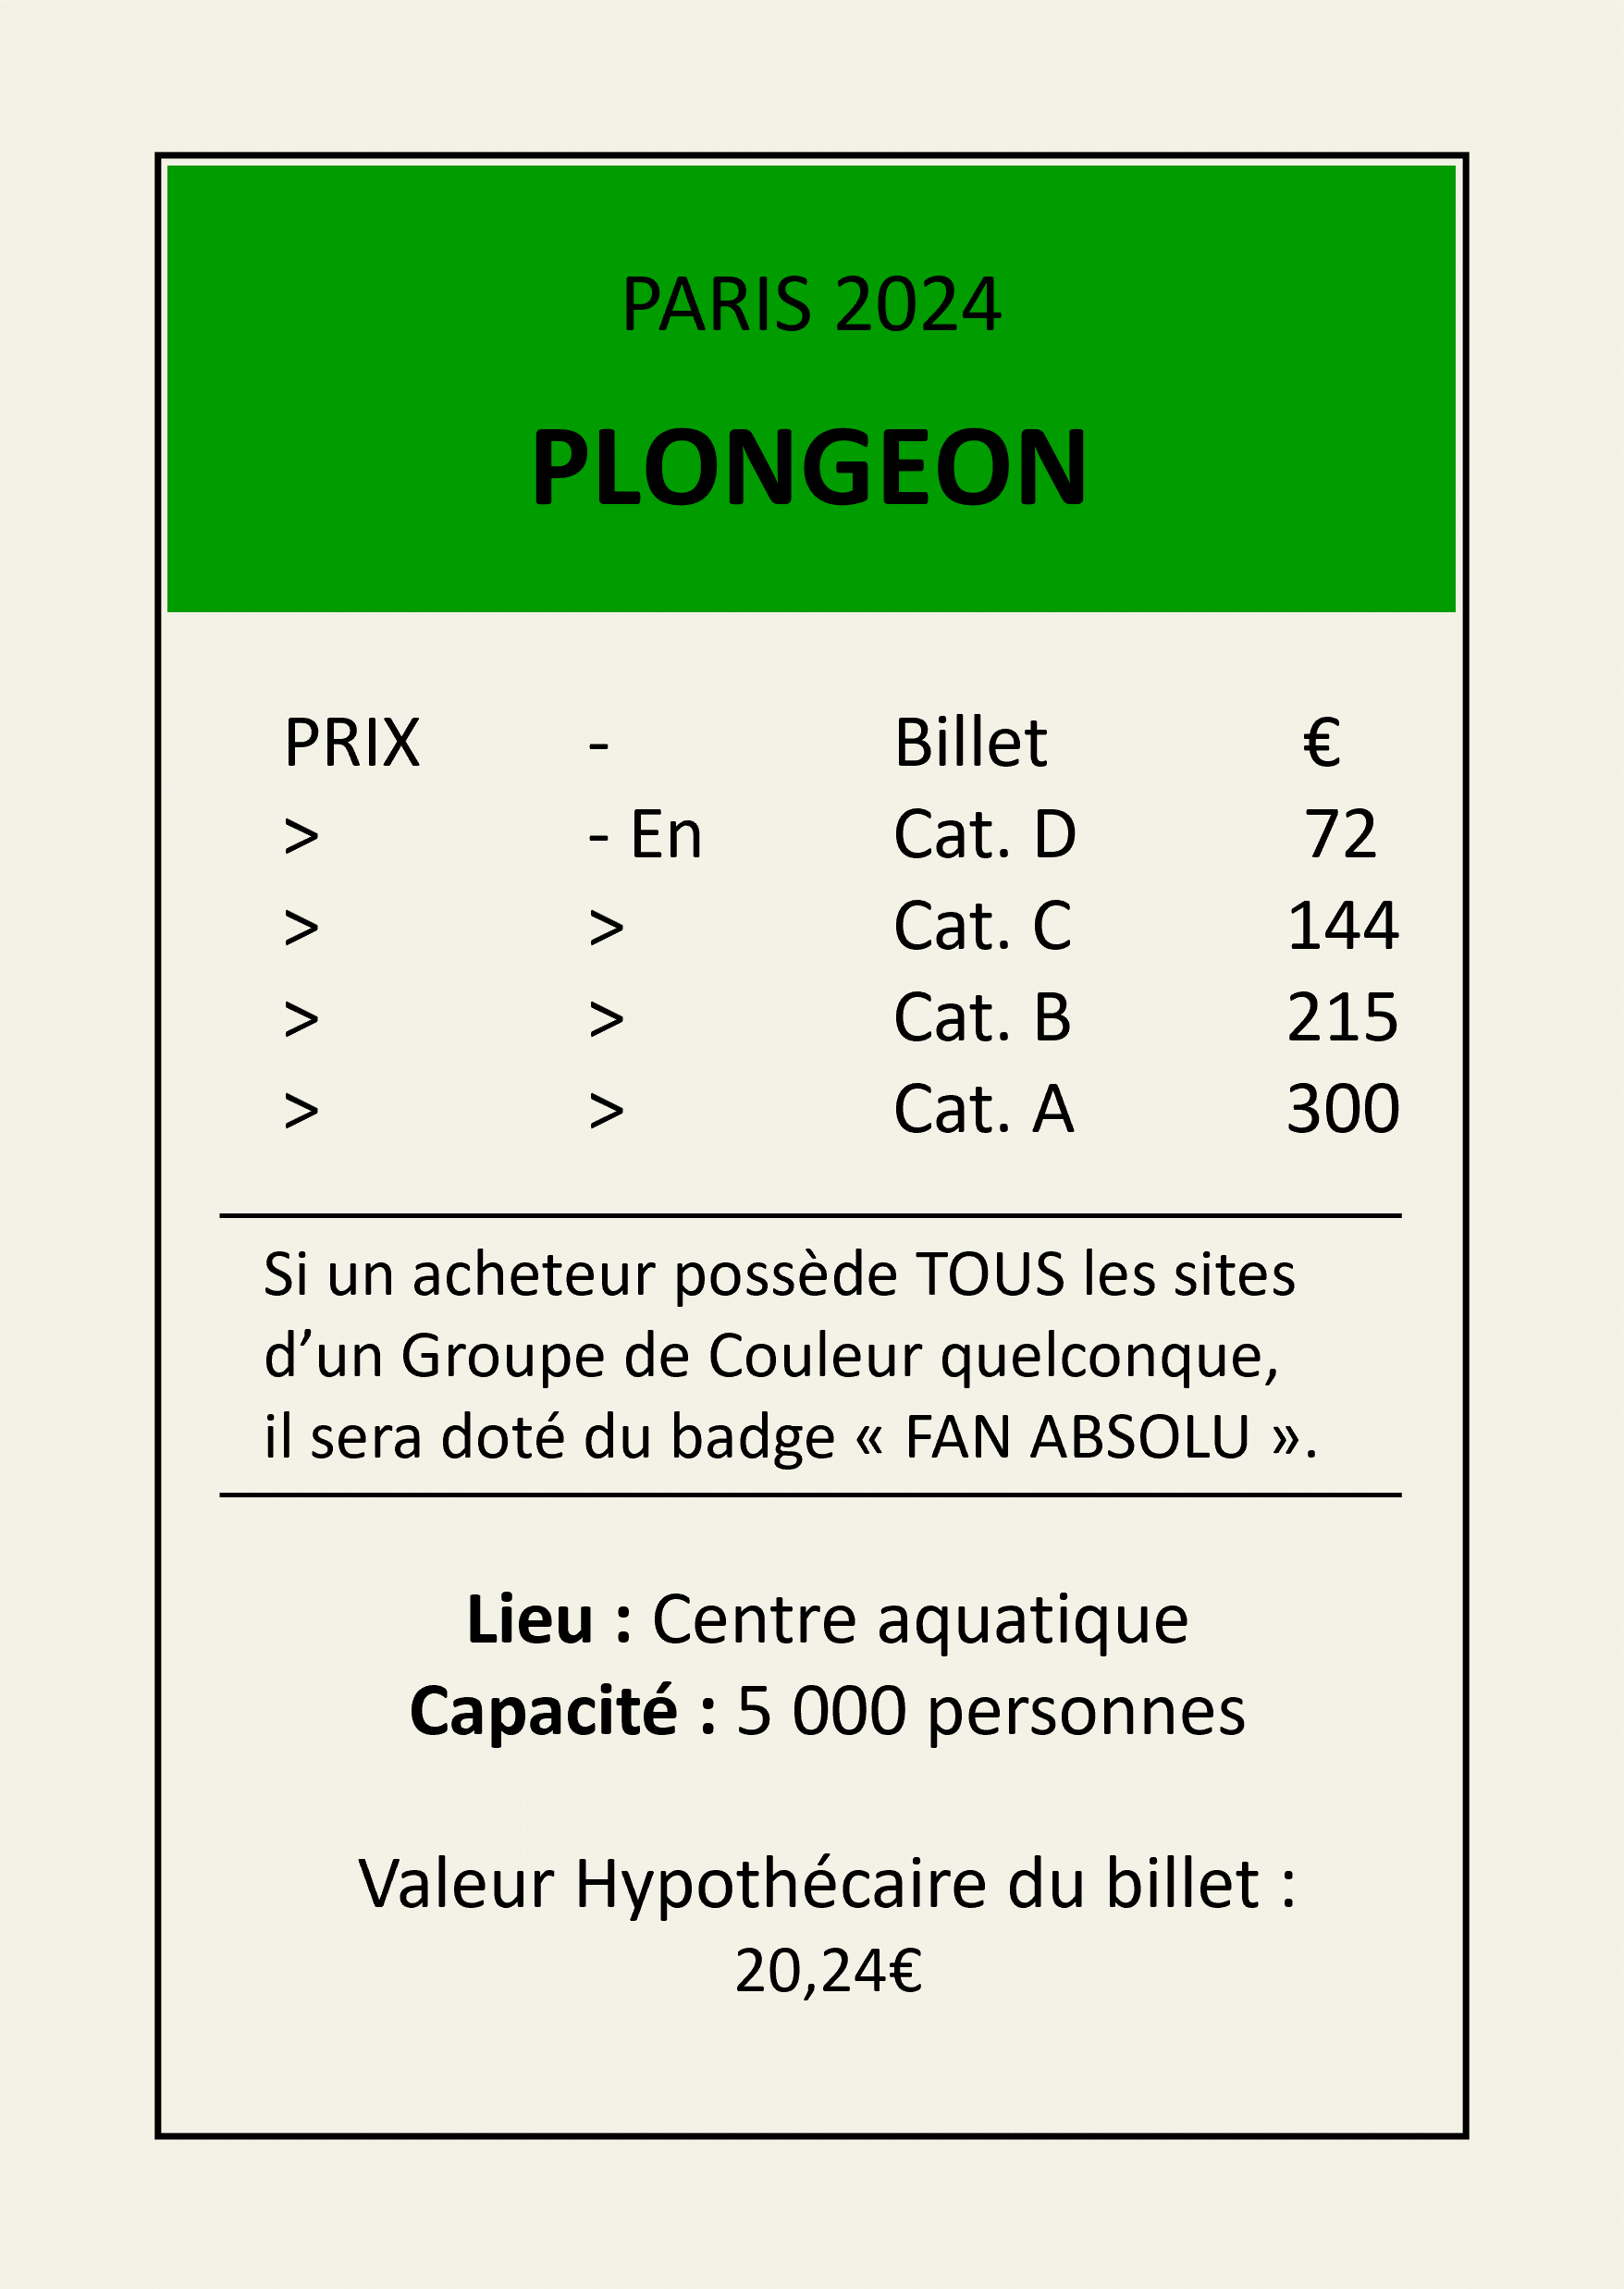 PARIS 2024
PLONGEON
PRIX - Billet €
> - En Cat. D 72
> > Cat. C 144
> > Cat. B 215
> > Cat. A 300
Si un acheteur possède TOUS les sites
d’un Groupe de Couleur quelconque,
il sera doté du badge « FAN ABSOLU ».
Lieu : Centre aquatique
Capacité : 5 000 personnes
Valeur Hypothécaire du billet :
20,24€